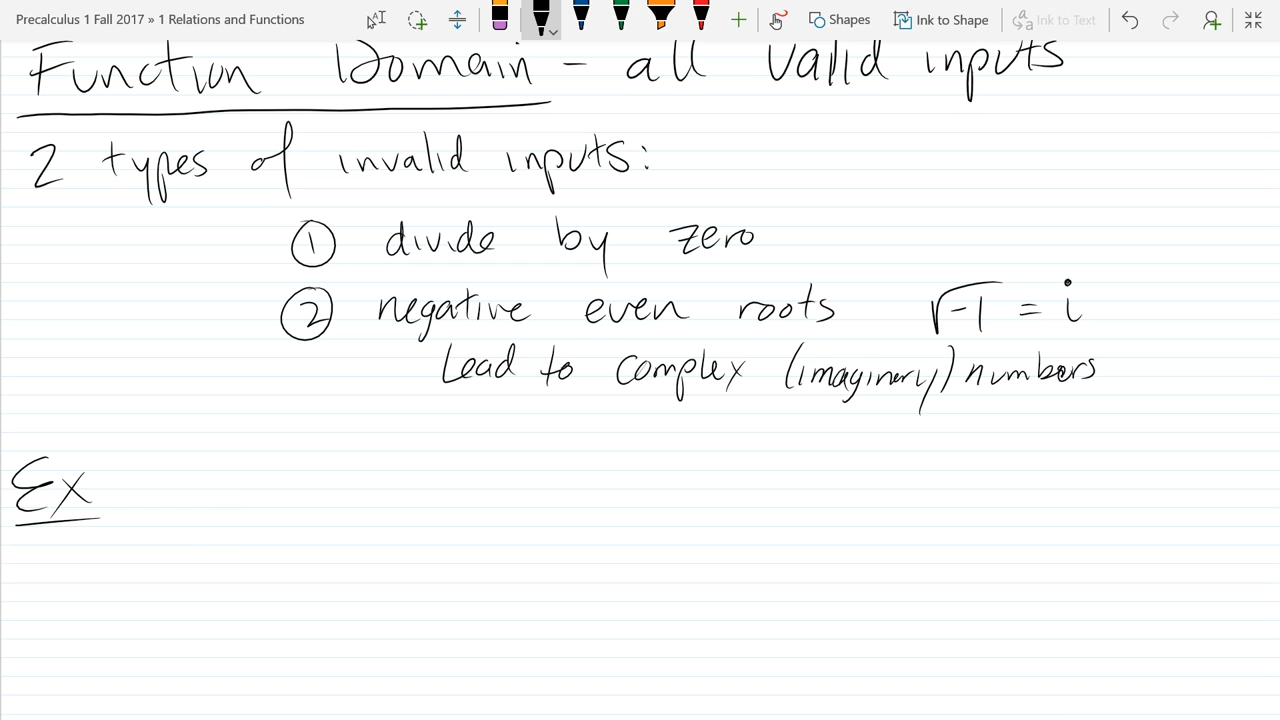 Precalculus 1 Fall 2017 » 1 Relations and Functions
Shapes
Ink to Shape
Ink to Text
Function Domain - all valid inputs
2 types of invalid inputs:
① divide by zero
② negative even roots √-1 = i
Lead to complex (imaginery) numbers
Ex